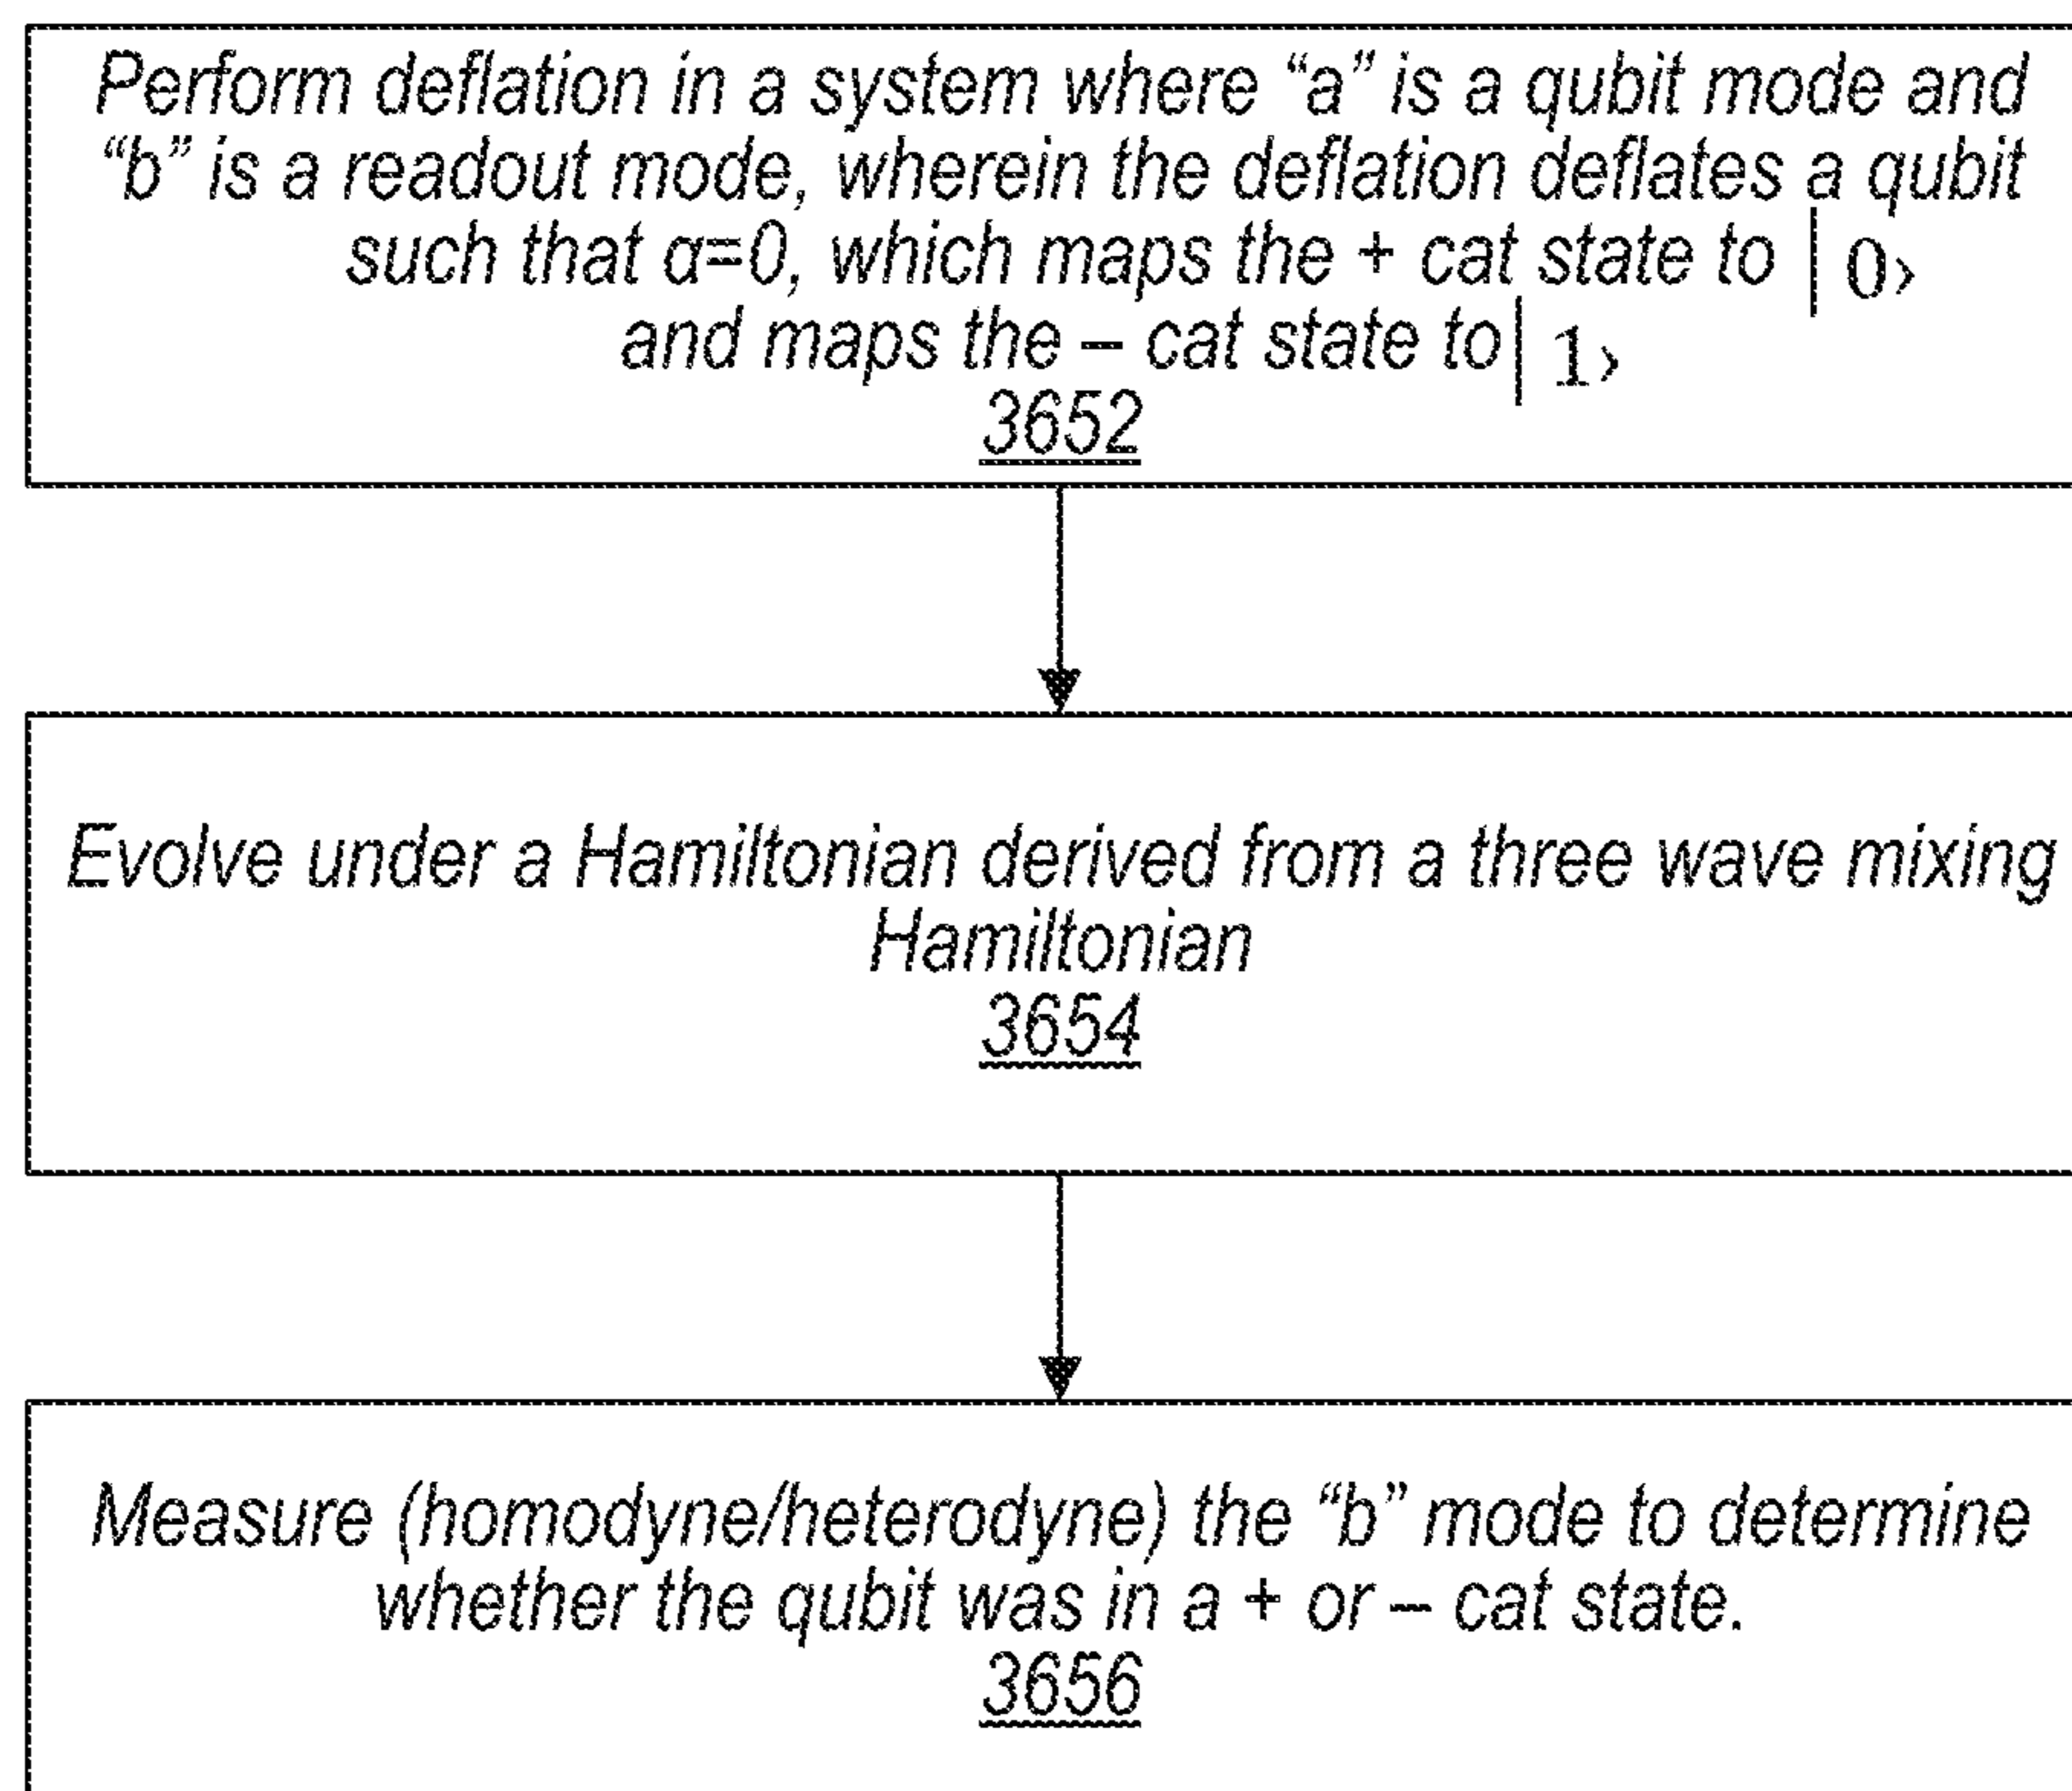 Perform deflation in a system where “a” is a qubit mode and
“b” is a readout mode, wherein the deflation deflates a qubit
such that α=0, which maps the + cat state to | 0›
and maps the – cat state to | 1›
3652
Evolve under a Hamiltonian derived from a three wave mixing
Hamiltonian
3654
Measure (homodyne/heterodyne) the “b” mode to determine
whether the qubit was in a + or – cat state.
3656